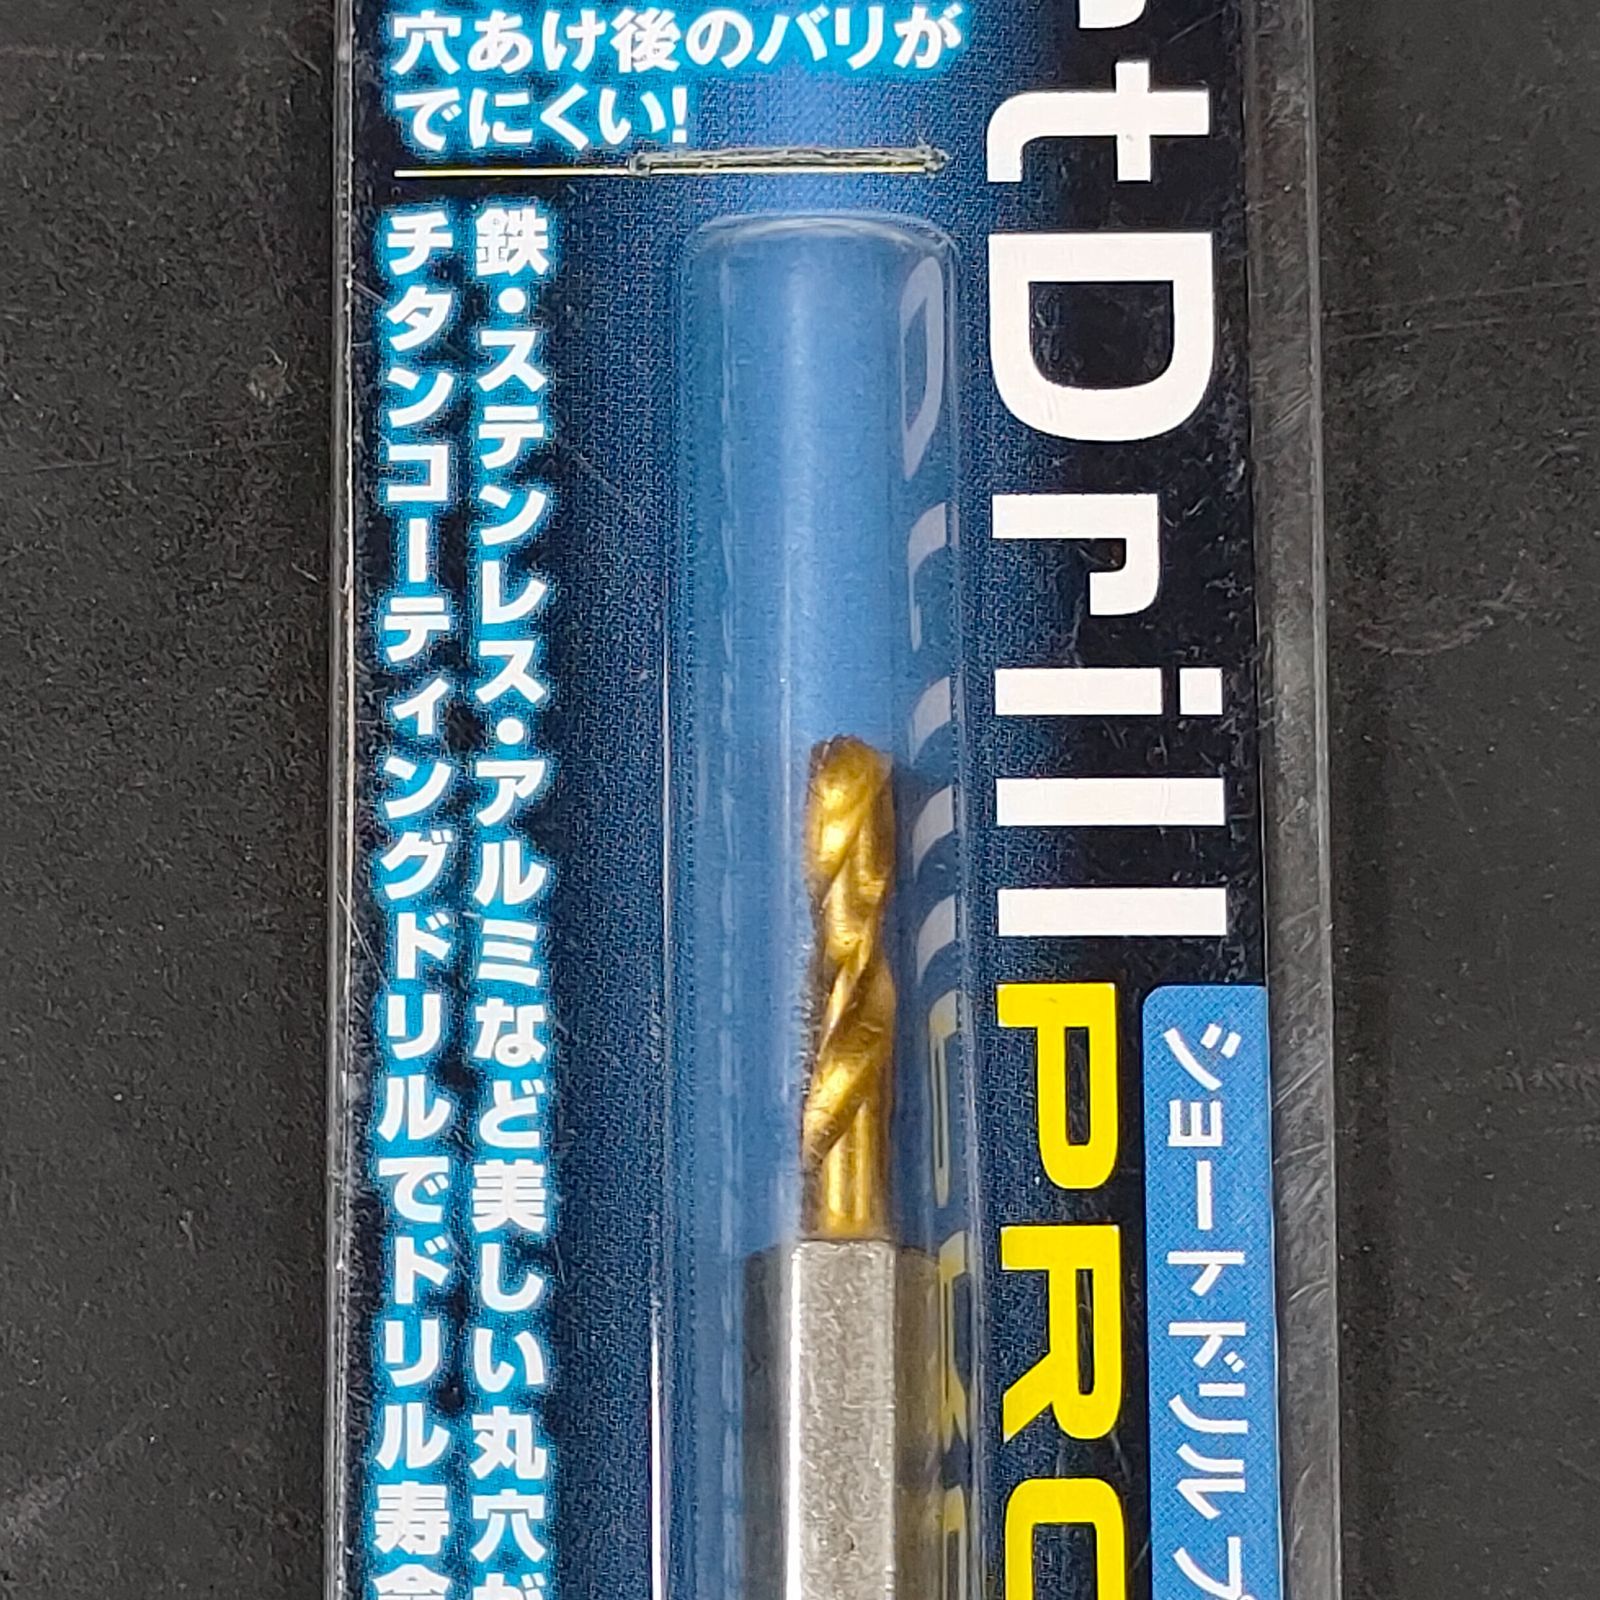 穴あけ後のバリが
でにくい!
鉄・ステンレス・アルミなど美しい丸穴が
チタンコーティングドリルでドリル寿命
tDrill PRO
ショートドリルプ